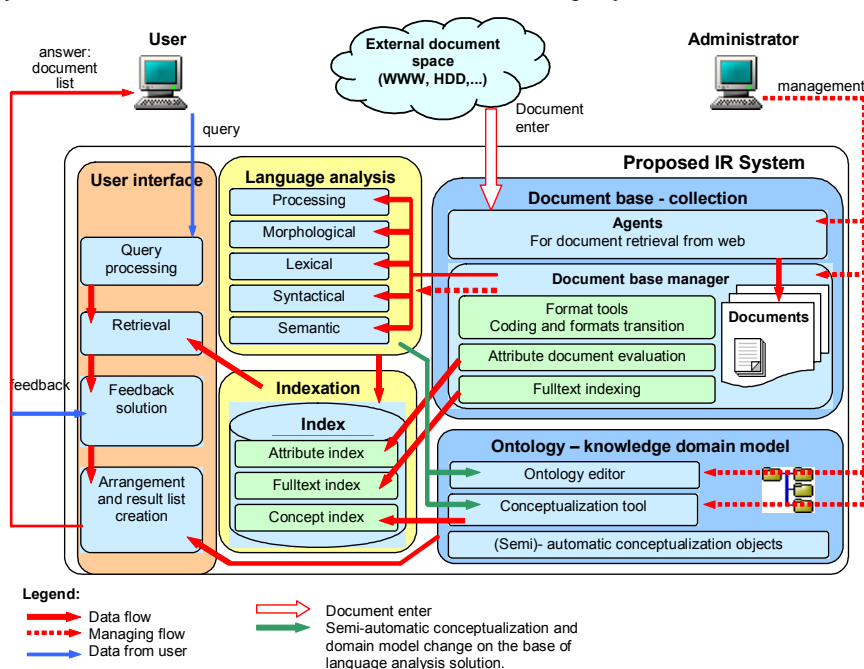 User
External document
space
(WWW, HDD,...)
Administrator
answer:
document
list
management
Document
enter
query
Proposed IR System
User interface
Language analysis
Document base - collection
Processing
Agents
For document retrieval from web
Morphological
Query
processing
Lexical
Document base manager
Syntactical
Format tools
Coding and formats transition
Documents
Retrieval
Semantic
Attribute document evaluation
feedback
Feedback
solution
Indexation
Fulltext indexing
Index
Attribute index
Ontology – knowledge domain model
Ontology editor
Arrangement
and result list
creation
Fulltext index
Conceptualization tool
Concept index
(Semi)- automatic conceptualization objects
Legend:
Data flow
Managing flow
Data from user
Document enter
Semi-automatic conceptualization and
domain model change on the base of
language analysis solution.